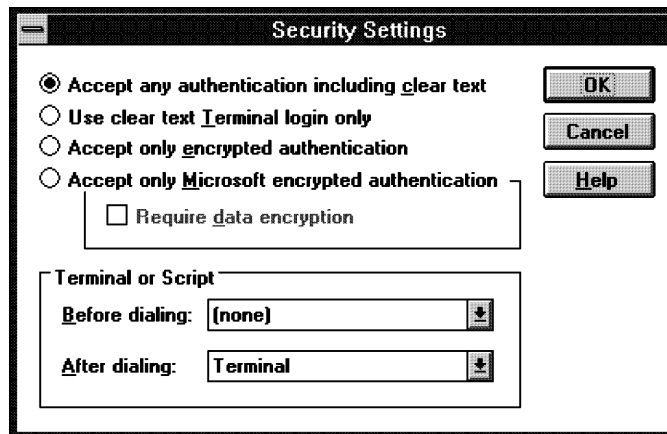 Security Settings
Accept any authentication including clear text
Use clear text Terminal login only
Accept only encrypted authentication
Accept only Microsoft encrypted authentication
Require data encryption
OK
Cancel
Help
Terminal or Script
Before dialing: (none)
After dialing: Terminal